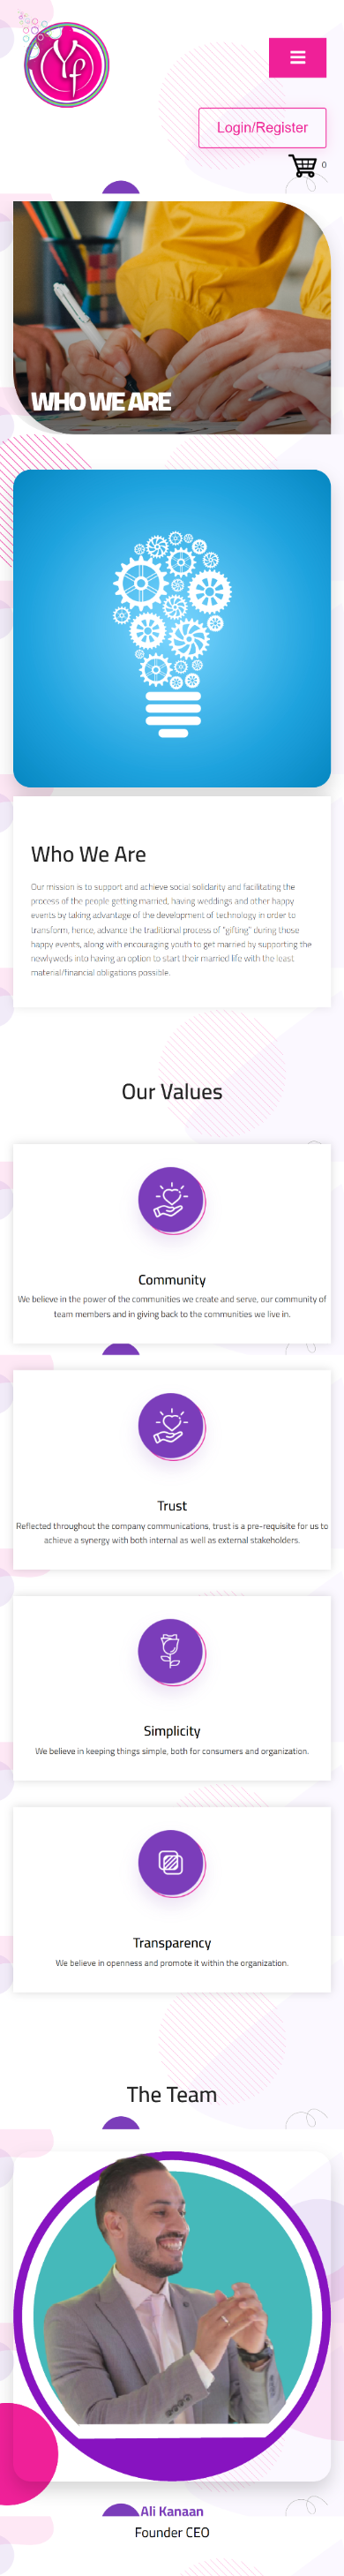 Yf
Login/Register
0
WHO WE ARE
Who We Are
Our mission is to support and achieve social solidarity and facilitating the
process of the people getting married, having weddings and other happy
events by taking advantage of the development of technology in order to
transform, hence, advance the traditional process of "gifting" during those
happy events, along with encouraging youth to get married by supporting the
newlyweds into having an option to start their married life with the least
material/financial obligations possible.
Our Values
Community
We believe in the power of the communities we create and serve, our community of
team members and in giving back to the communities we live in.
Trust
Reflected throughout the company communications, trust is a pre-requisite for us to
achieve a synergy with both internal as well as external stakeholders.
Simplicity
We believe in keeping things simple, both for consumers and organization.
Transparency
We believe in openness and promote it within the organization.
The Team
Ali Kanaan
Founder CEO